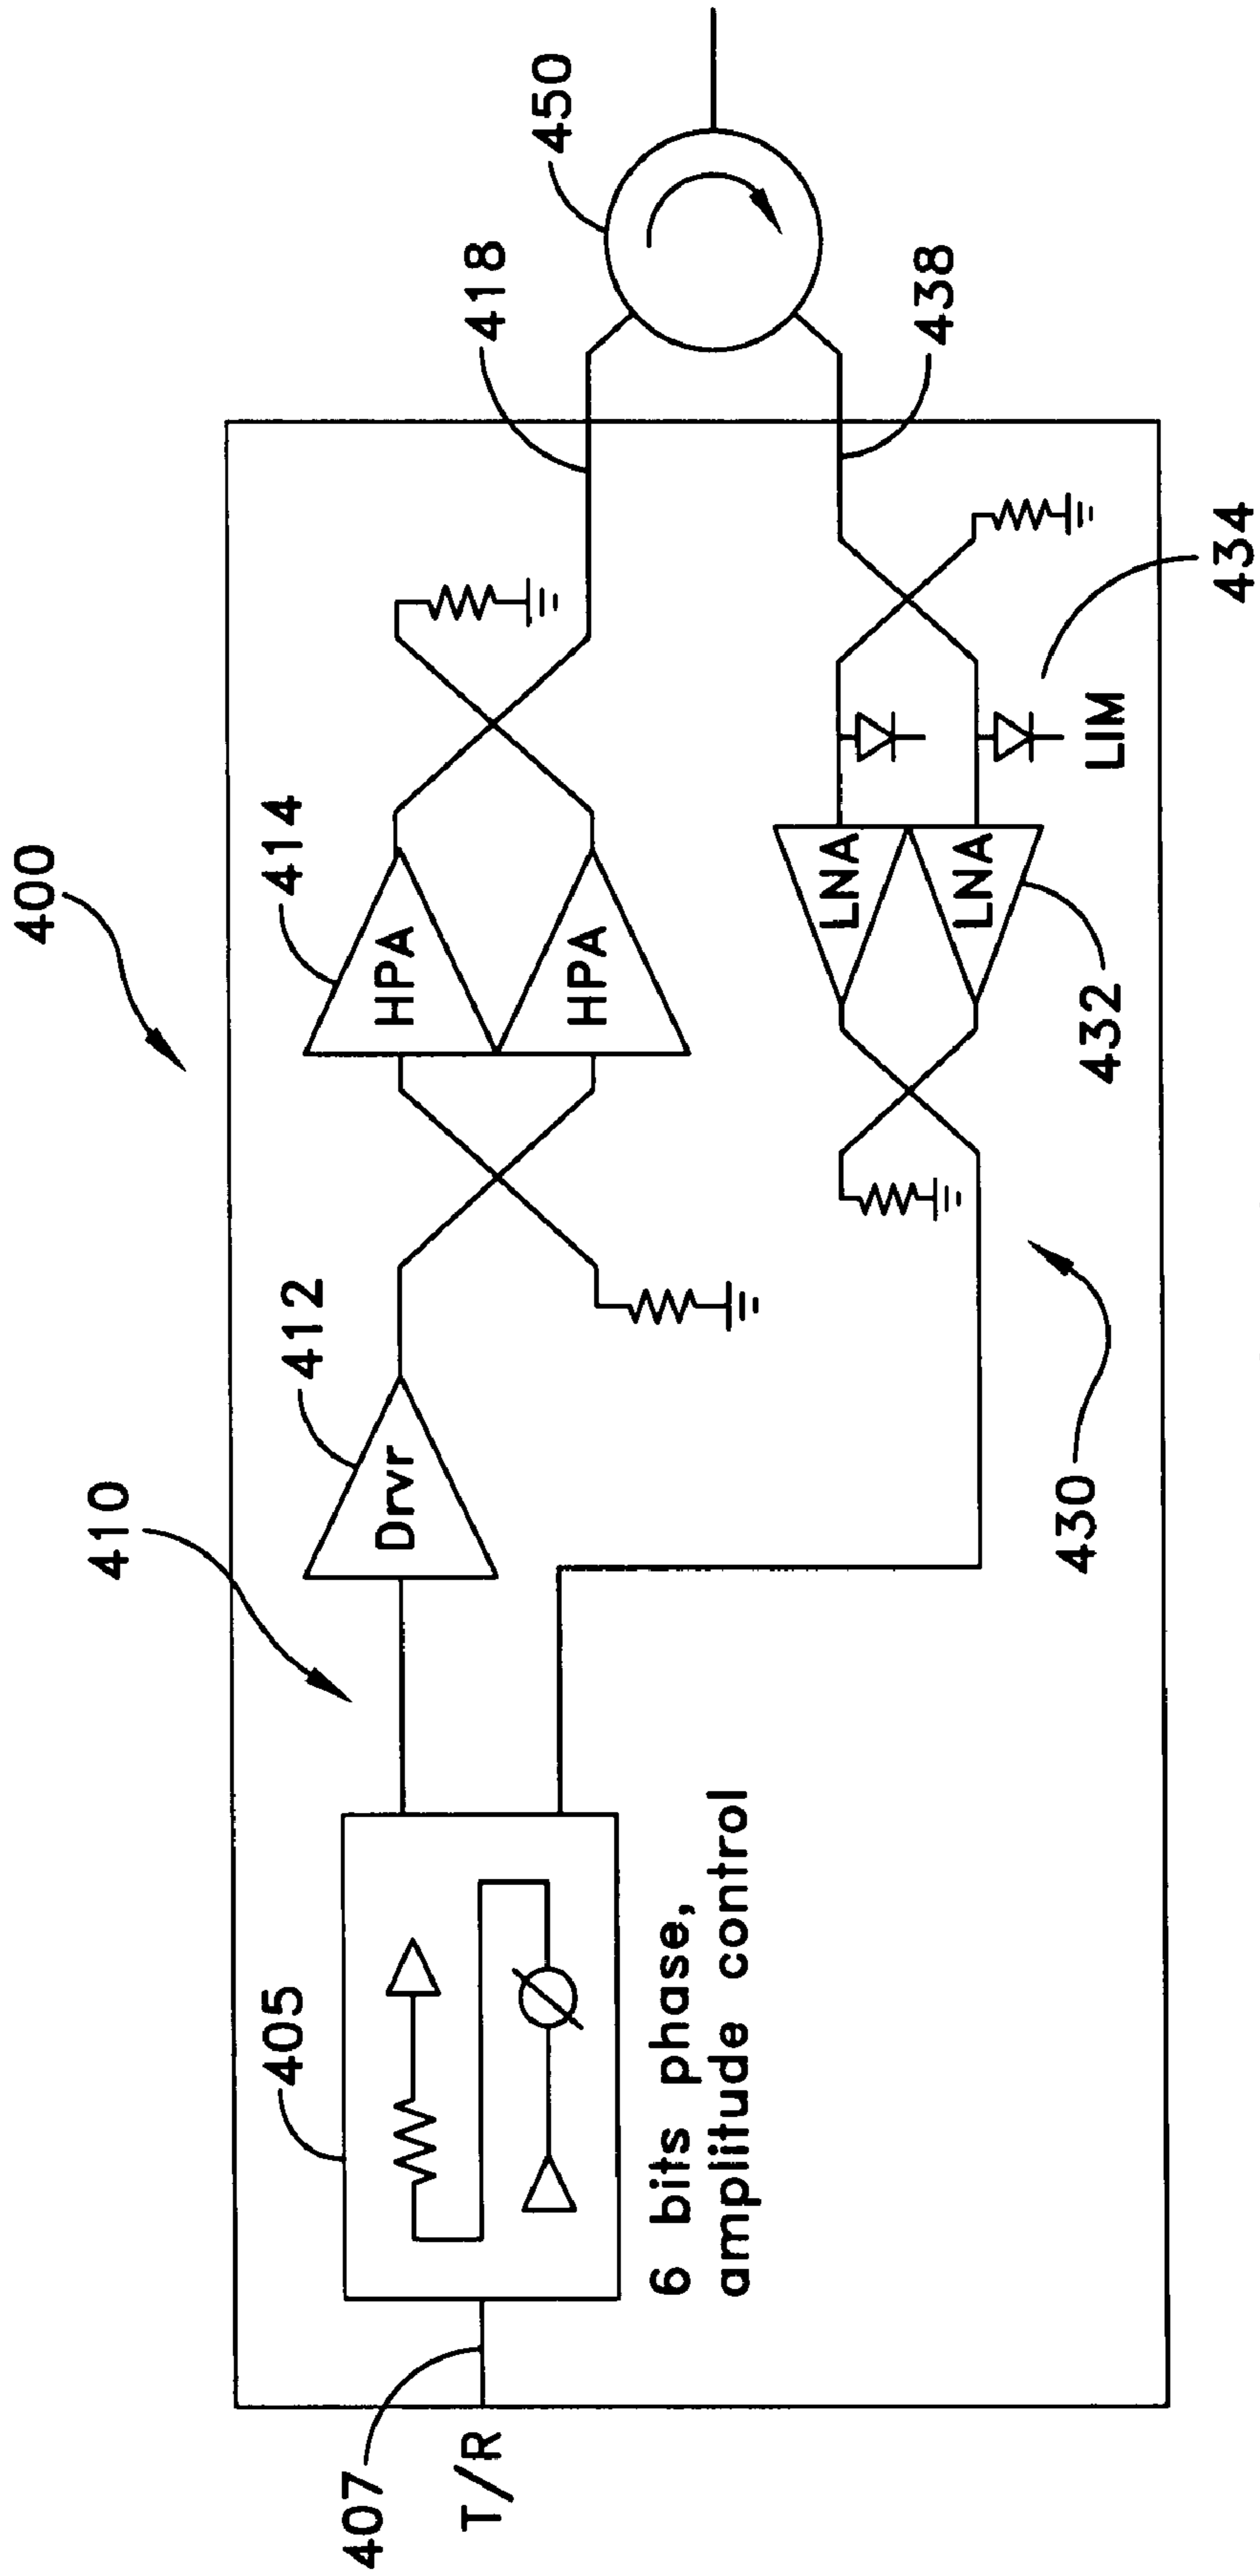 400
410
412
414
418
450
405
Drvr
HPA
HPA
407
T/R
6 bits phase,
amplitude control
LNA
LNA
LIM
438
430
432
434